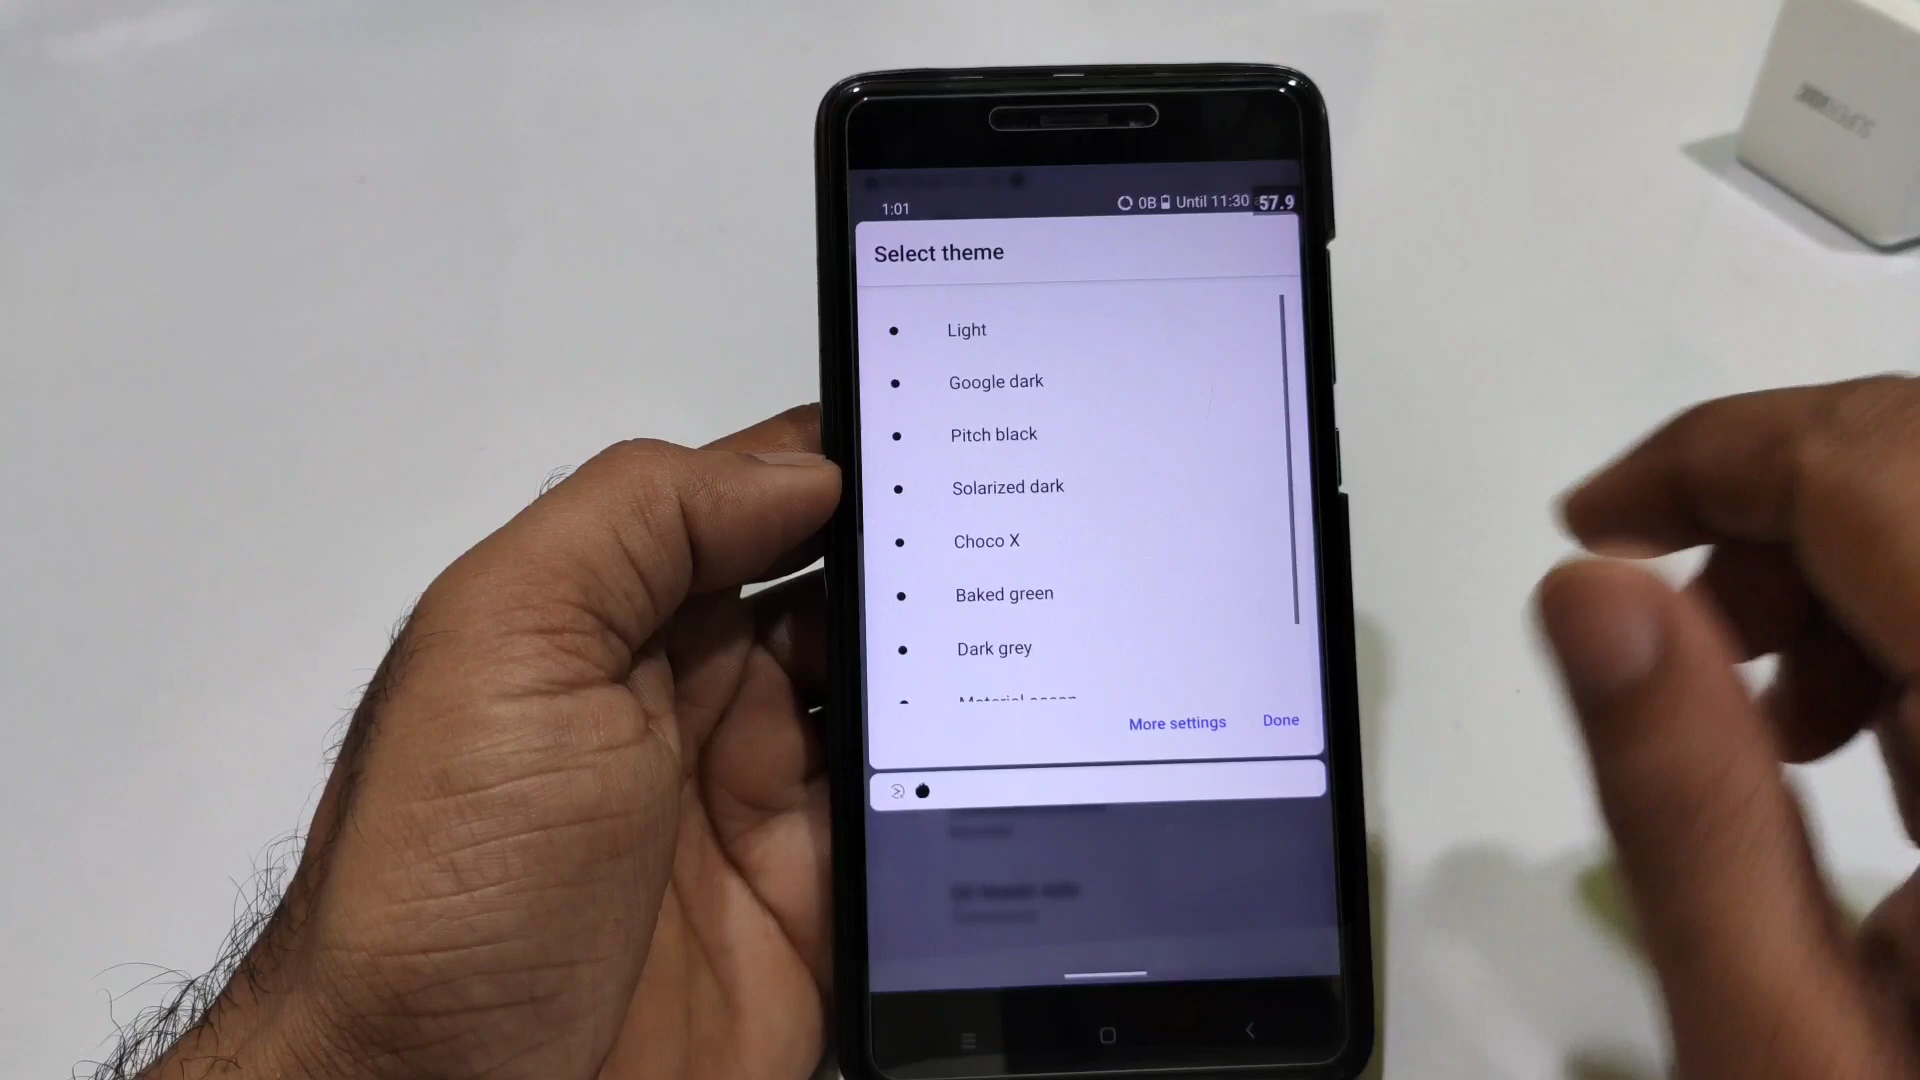 1:01 0B Until 11:30 57.9
Select theme
Light
Google dark
Pitch black
Solarized dark
Choco X
Baked green
Dark grey
More settings Done